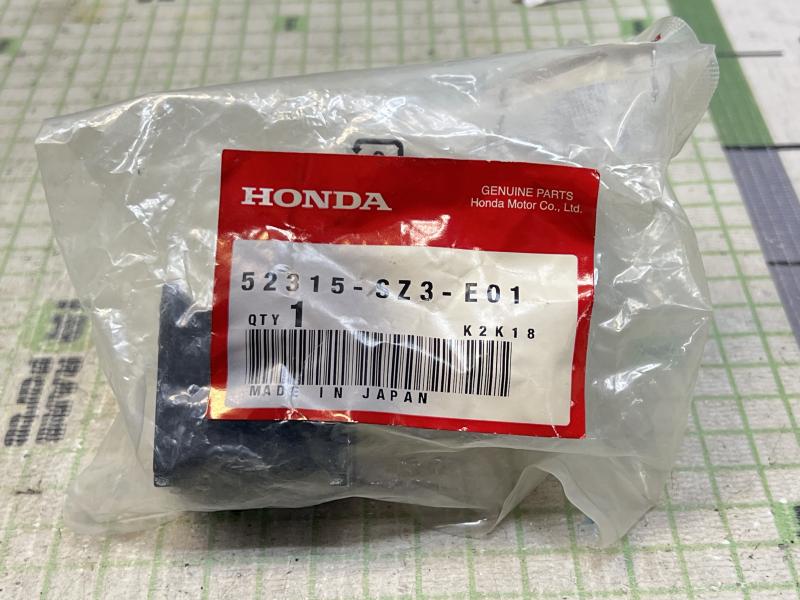 HONDA
GENUINE PARTS
Honda Motor Co., Ltd.
52315-SZ3-E01
QTY 1
K2K18
MADE IN JAPAN